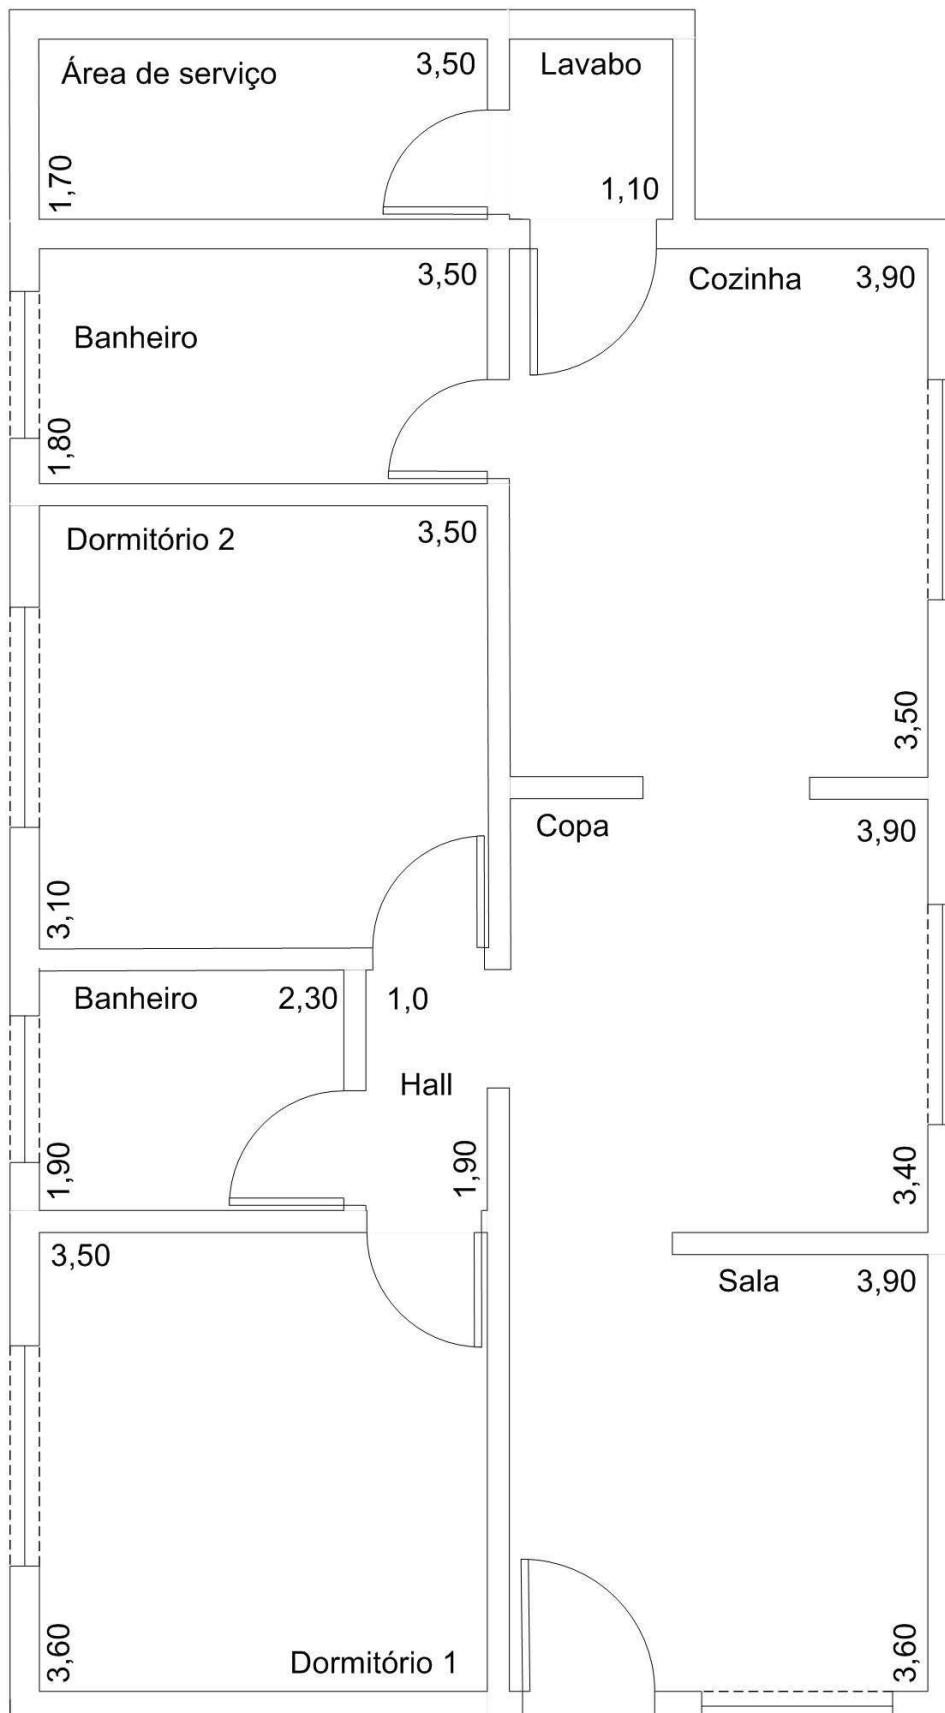 Área de serviço
3,50
Lavabo
1,70
1,10
3,50
Cozinha
3,90
Banheiro
1,80
Dormitório 2
3,50
3,50
Copa
3,90
3,10
Banheiro
2,30
1,0
Hall
1,90
1,90
3,40
3,50
Sala
3,90
3,60
Dormitório 1
3,60